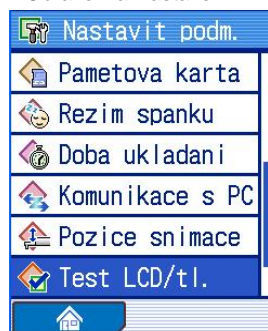 Nastavit podm.
Pametova karta
Rezim spanku
Doba ukladani
Komunikace s PC
Pozice snimace
Test LCD/tl.